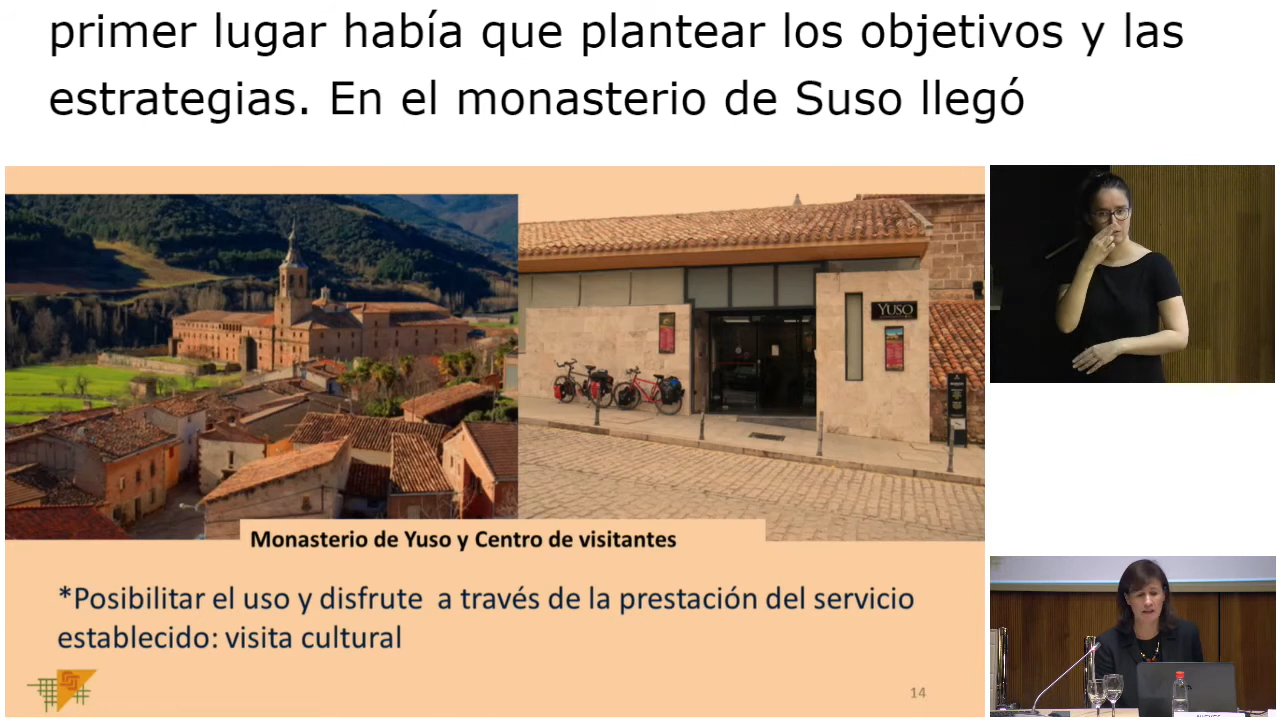 primer lugar había que plantear los objetivos y las
estrategias. En el monasterio de Suso llegó
YUSO
Monasterio de Yuso y Centro de visitantes
*Posibilitar el uso y disfrute a través de la prestación del servicio
establecido: visita cultural
14